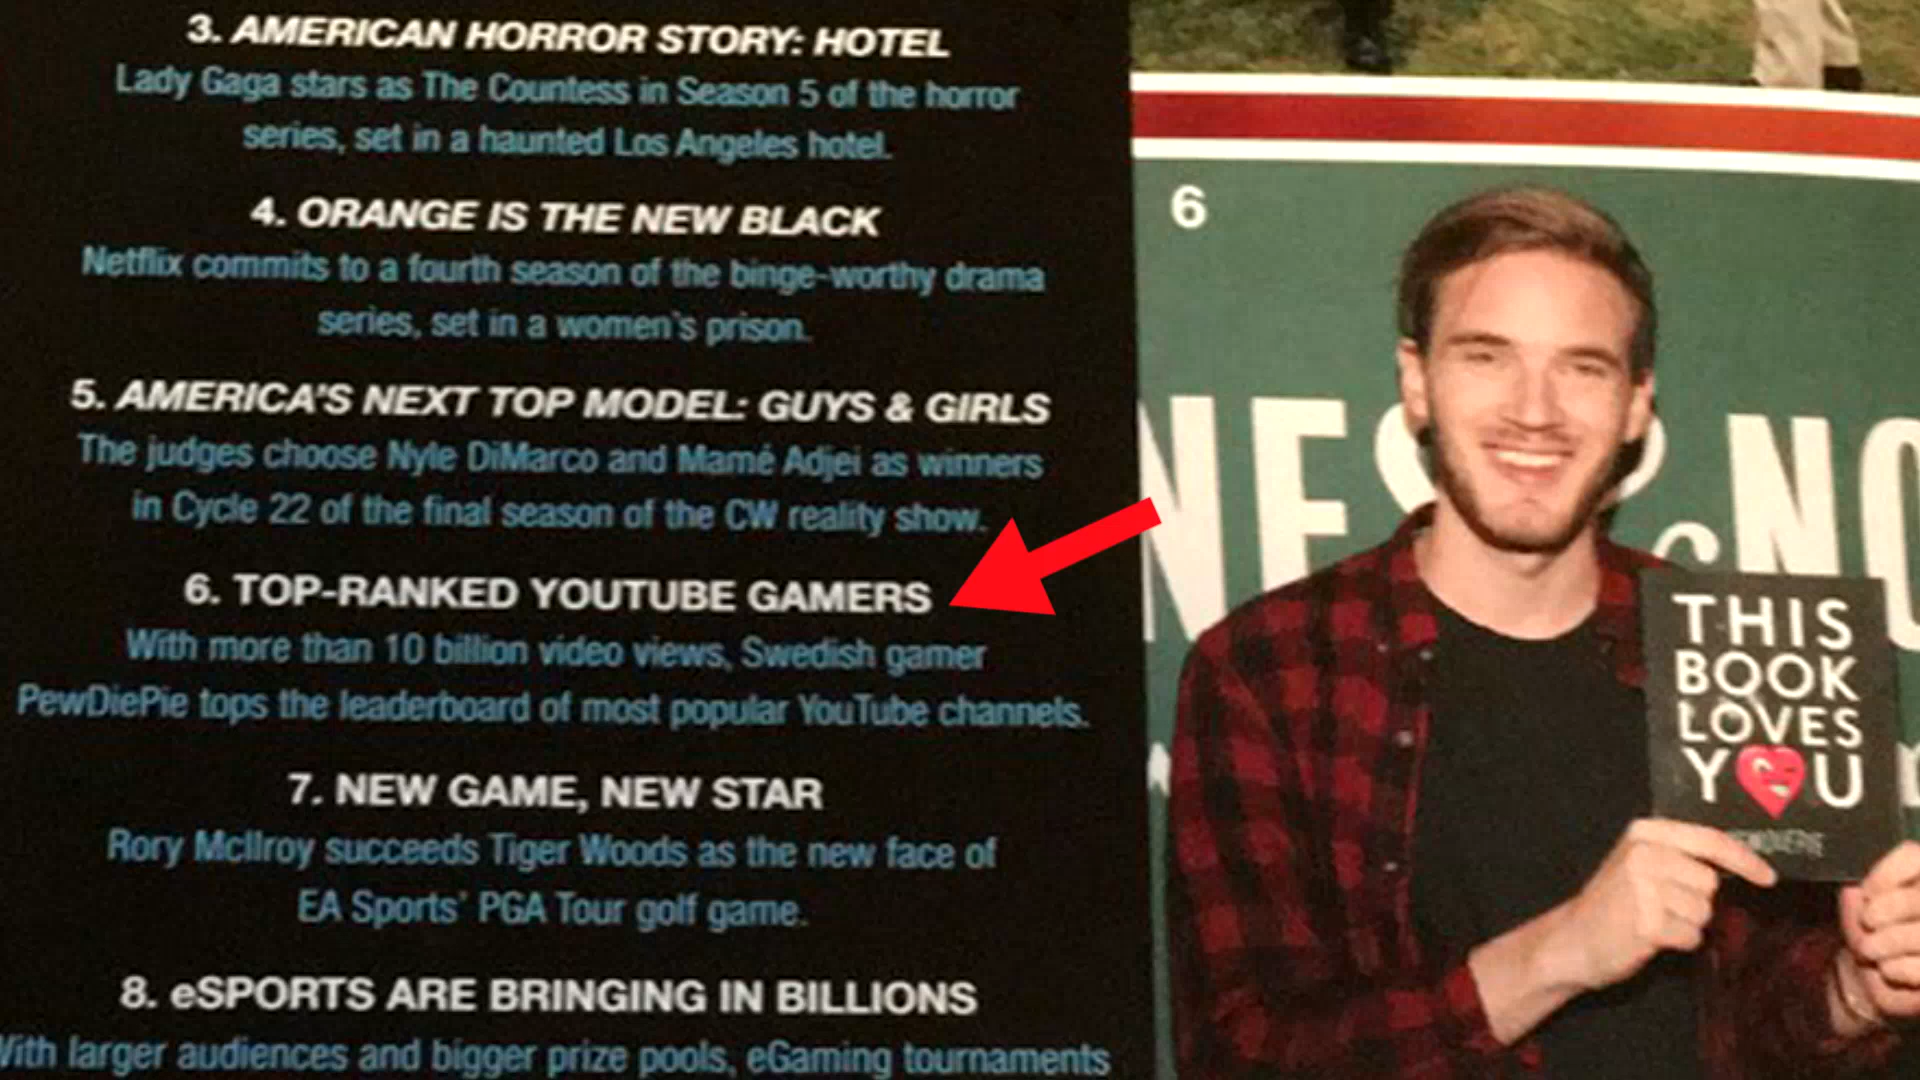 3. AMERICAN HORROR STORY: HOTEL
Lady Gaga stars as The Countess in Season 5 of the horror
series, set in a haunted Los Angeles hotel.
4. ORANGE IS THE NEW BLACK
Netflix commits to a fourth season of the binge-worthy drama
series, set in a women's prison.
5. AMERICA'S NEXT TOP MODEL: GUYS & GIRLS
The judges choose Nyle DiMarco and Mamé Adjei as winners
in Cycle 22 of the final season of the CW reality show.
6. TOP-RANKED YOUTUBE GAMERS
With more than 10 billion video views, Swedish gamer
PewDiePie tops the leaderboard of most popular YouTube channels.
7. NEW GAME, NEW STAR
Rory McIlroy succeeds Tiger Woods as the new face of
EA Sports' PGA Tour golf game.
8. eSPORTS ARE BRINGING IN BILLIONS
With larger audiences and bigger prize pools, eGaming tournaments
6
NES & NO
THIS
BOOK
LOVES
YOU